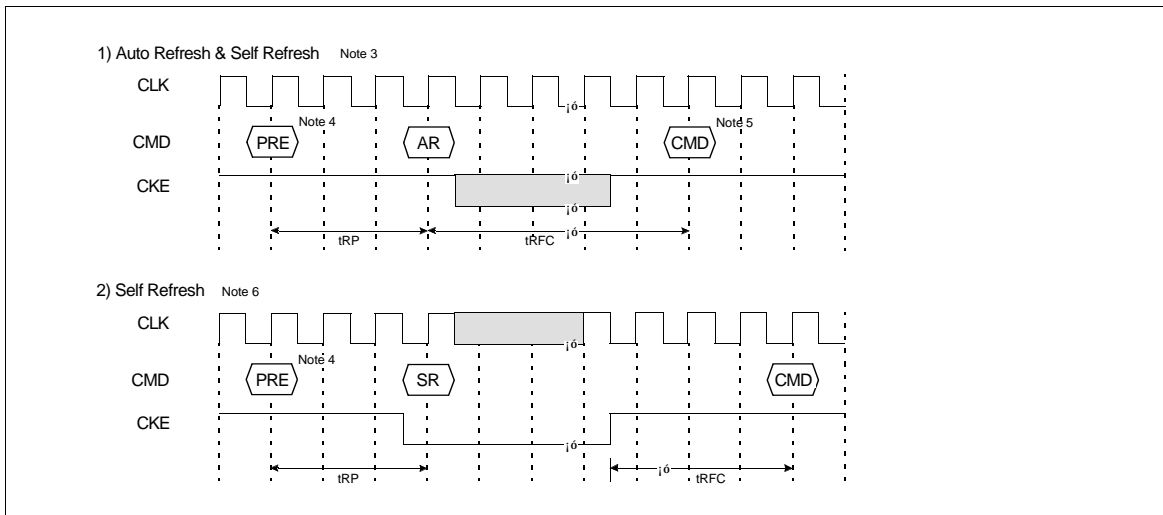 1) Auto Refresh & Self Refresh Note 3
CLK
¡ó
CMD PRE Note 4 AR CMD Note 5
CKE
¡ó
¡ó
tRP tRFC ¡ó
2) Self Refresh Note 6
CLK
¡ó
CMD PRE Note 4 SR CMD
CKE
¡ó
tRP ¡ó tRFC